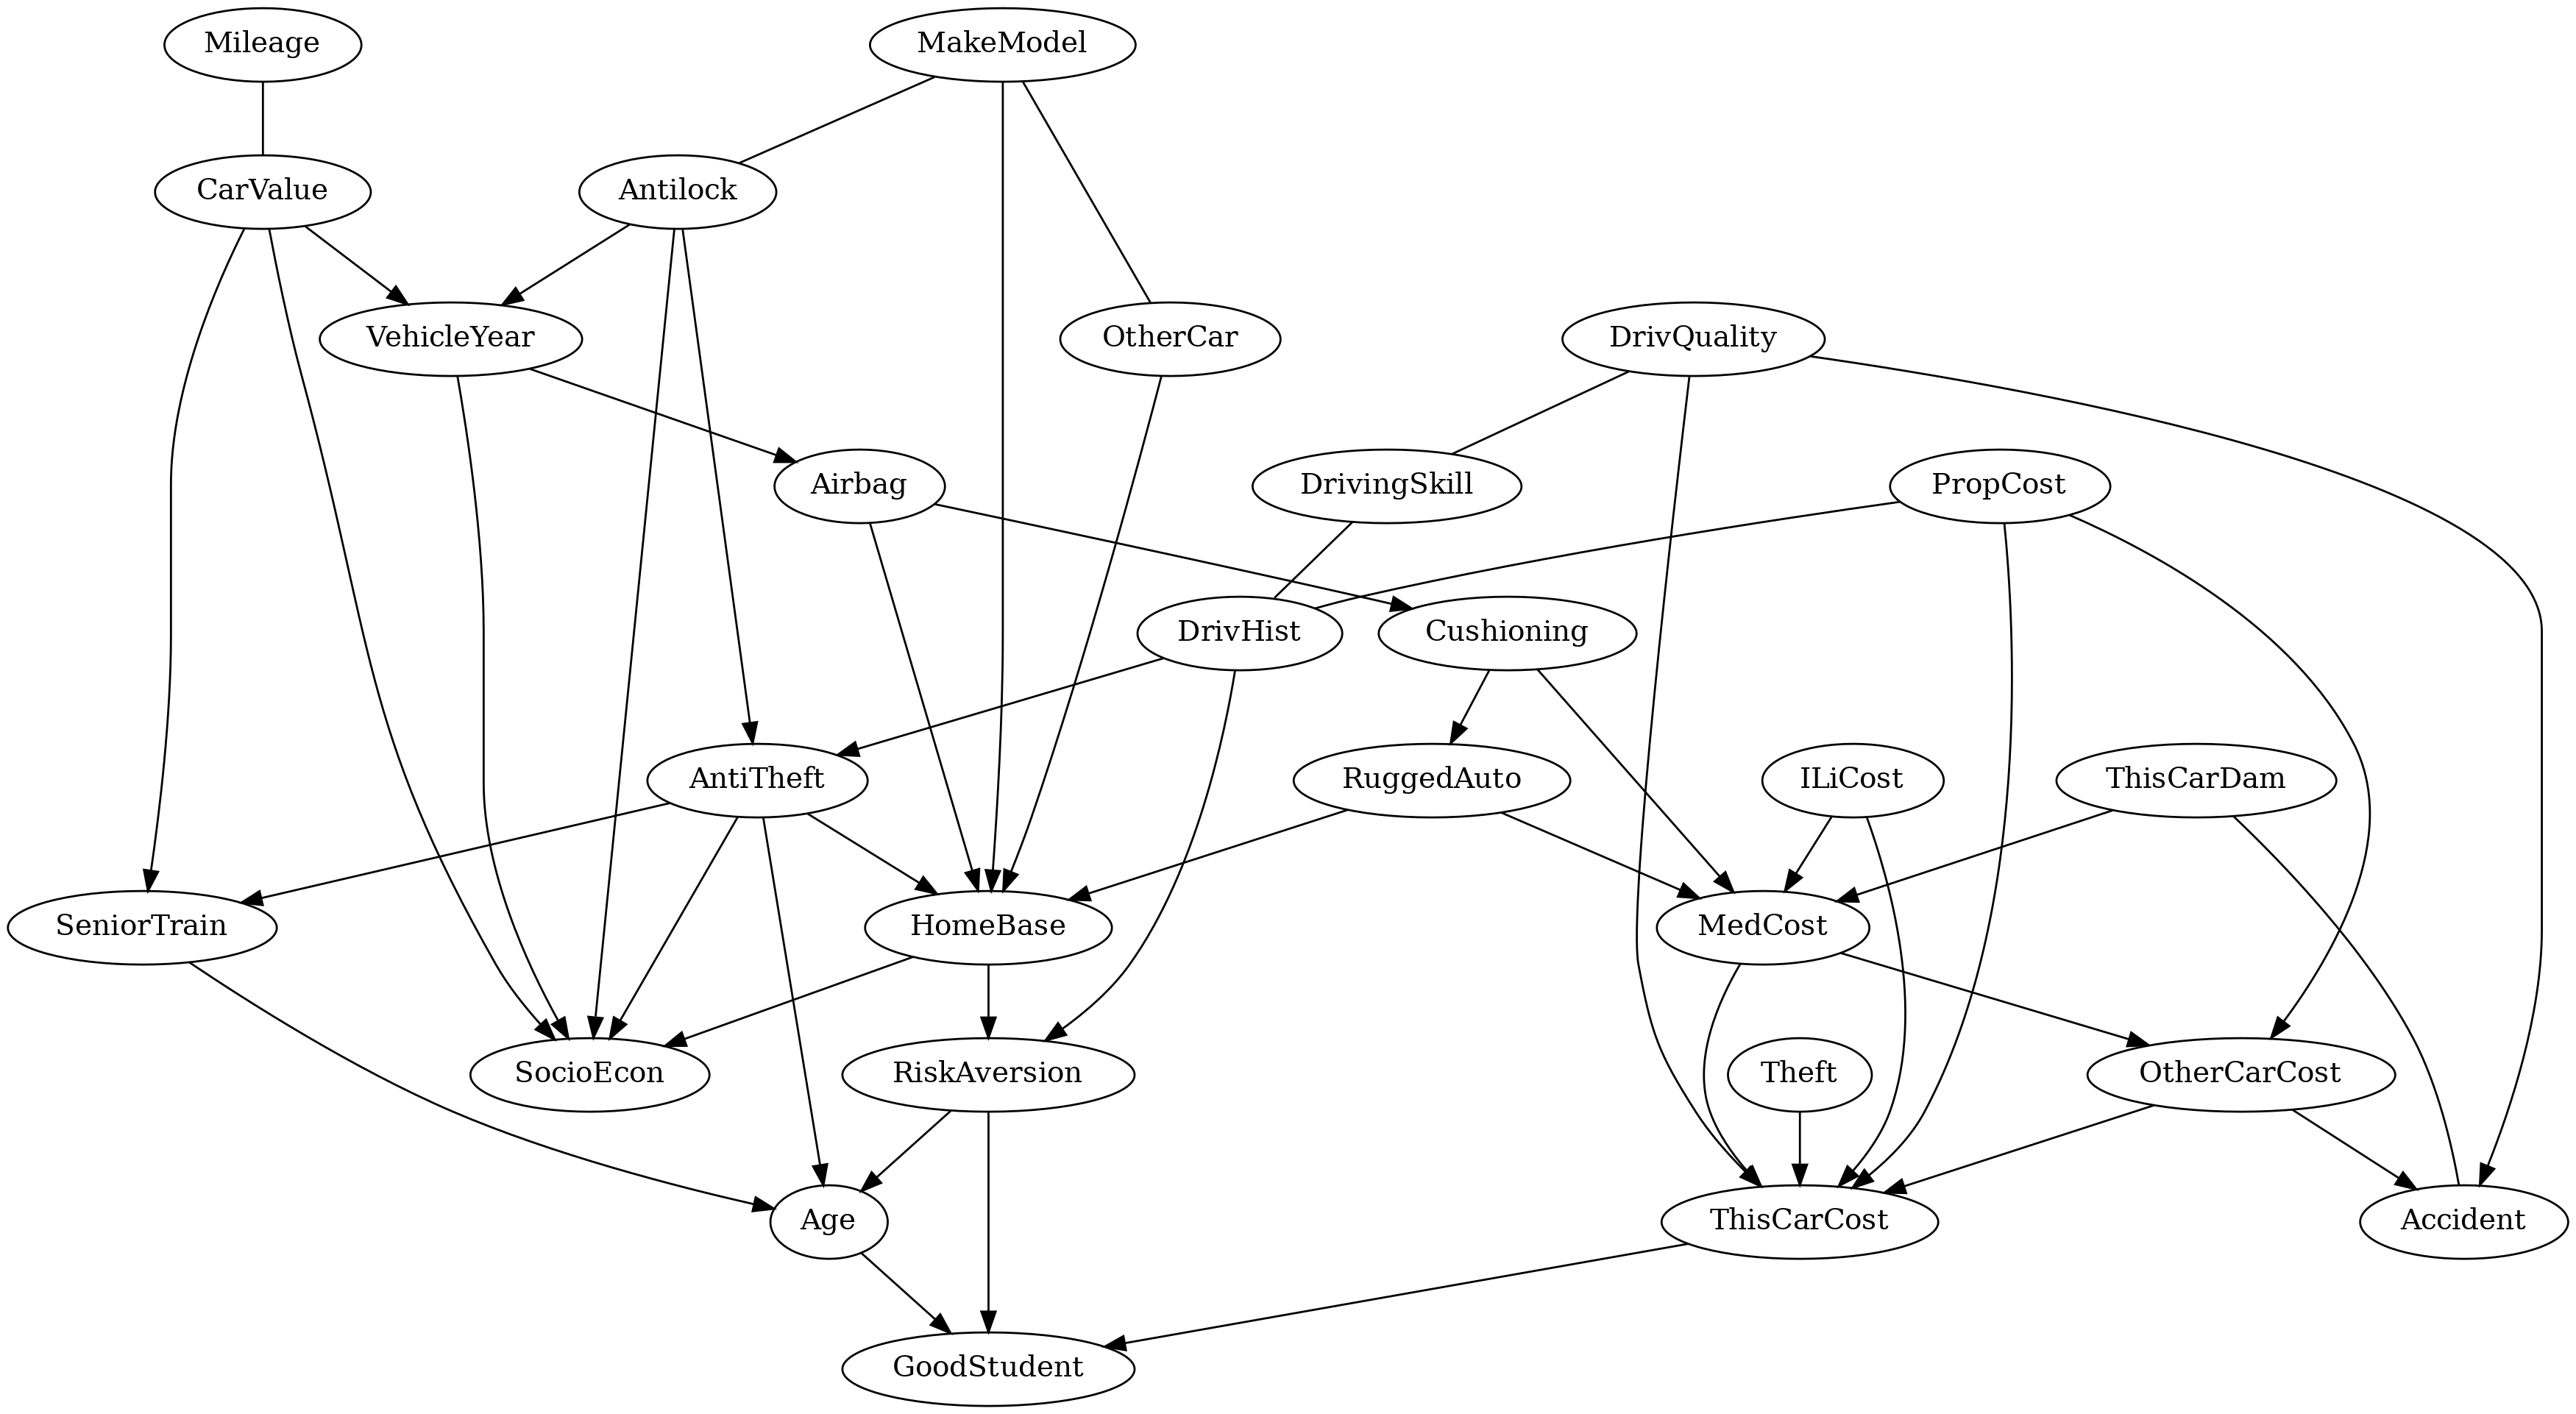 Mileage
MakeModel
CarValue
Antilock
VehicleYear
OtherCar
DrivQuality
Airbag
DrivingSkill
PropCost
DrivHist
Cushioning
AntiTheft
RuggedAuto
ILiCost
ThisCarDam
SeniorTrain
HomeBase
MedCost
SocioEcon
RiskAversion
Theft
OtherCarCost
Age
ThisCarCost
Accident
GoodStudent